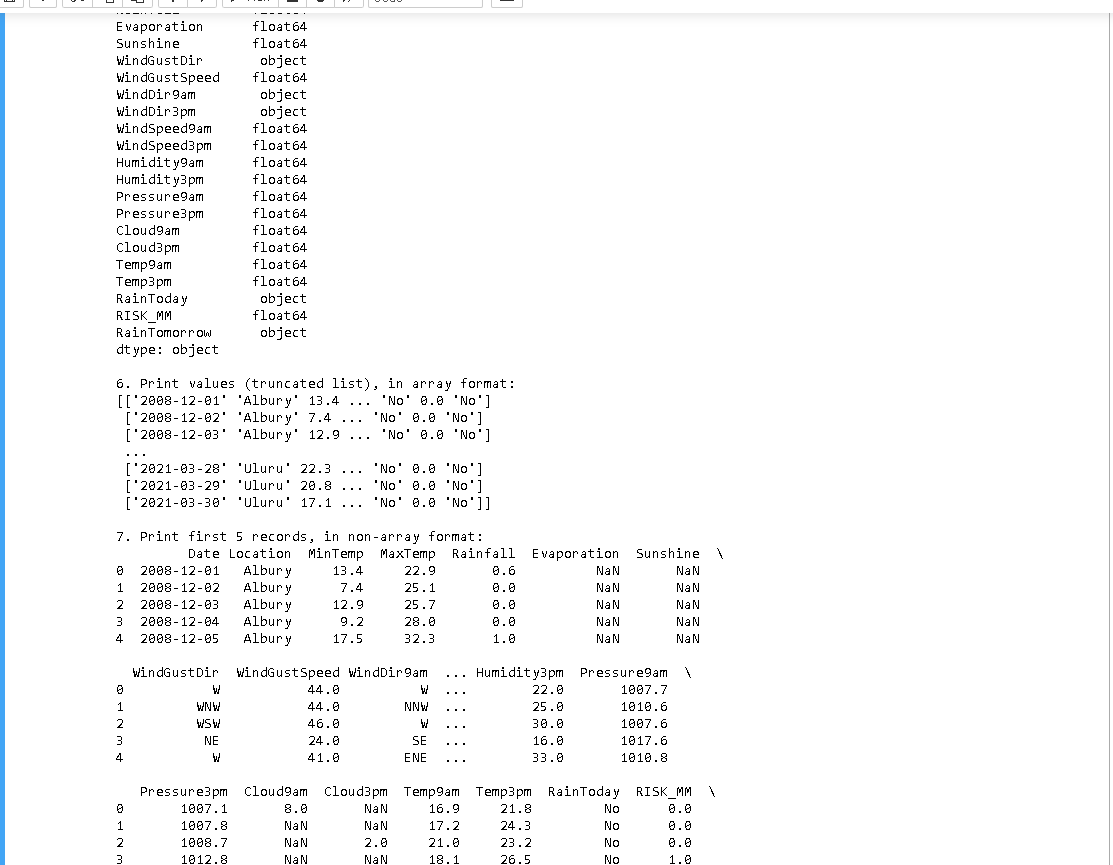 Evaporation      float64
Sunshine         float64
WindGustDir       object
WindGustSpeed    float64
WindDir9am        object
WindDir3pm        object
WindSpeed9am     float64
WindSpeed3pm     float64
Humidity9am      float64
Humidity3pm      float64
Pressure9am      float64
Pressure3pm      float64
Cloud9am         float64
Cloud3pm         float64
Temp9am          float64
Temp3pm          float64
RainToday         object
RISK_MM          float64
RainTomorrow      object
dtype: object

6. Print values (truncated list), in array format:
[['2008-12-01' 'Albury' 13.4 ... 'No' 0.0 'No']
 ['2008-12-02' 'Albury' 7.4 ... 'No' 0.0 'No']
 ['2008-12-03' 'Albury' 12.9 ... 'No' 0.0 'No']
 ...
 ['2021-03-28' 'Uluru' 22.3 ... 'No' 0.0 'No']
 ['2021-03-29' 'Uluru' 20.8 ... 'No' 0.0 'No']
 ['2021-03-30' 'Uluru' 17.1 ... 'No' 0.0 'No']]

7. Print first 5 records, in non-array format:
         Date Location  MinTemp  MaxTemp  Rainfall  Evaporation  Sunshine  \
0  2008-12-01   Albury     13.4     22.9       0.6          NaN       NaN
1  2008-12-02   Albury      7.4     25.1       0.0          NaN       NaN
2  2008-12-03   Albury     12.9     25.7       0.0          NaN       NaN
3  2008-12-04   Albury      9.2     28.0       0.0          NaN       NaN
4  2008-12-05   Albury     17.5     32.3       1.0          NaN       NaN

  WindGustDir  WindGustSpeed WindDir9am  ... Humidity3pm  Pressure9am  \
0           W           44.0          W  ...        22.0       1007.7
1         WNW           44.0        NNW  ...        25.0       1010.6
2         WSW           46.0          W  ...        30.0       1007.6
3          NE           24.0         SE  ...        16.0       1017.6
4           W           41.0        ENE  ...        33.0       1010.8

   Pressure3pm  Cloud9am  Cloud3pm  Temp9am  Temp3pm  RainToday  RISK_MM  \
0       1007.1       8.0       NaN     16.9     21.8         No      0.0
1       1007.8       NaN       NaN     17.2     24.3         No      0.0
2       1008.7       NaN       2.0     21.0     23.2         No      0.0
3       1012.8       NaN       NaN     18.1     26.5         No      1.0